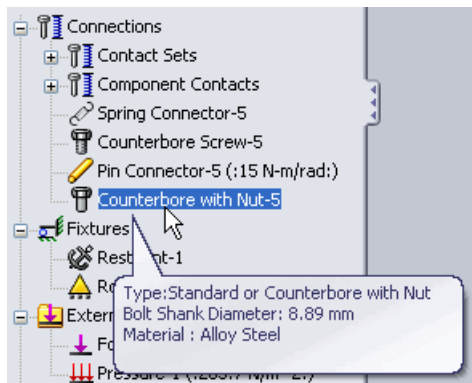 Connections
Contact Sets
Component Contacts
Spring Connector-5
Counterbore Screw-5
Pin Connector-5 (:15 N-m/rad:)
Counterbore with Nut-5
Fixtures
Type:Standard or Counterbore with Nut
Bolt Shank Diameter: 8.89 mm
Material : Alloy Steel